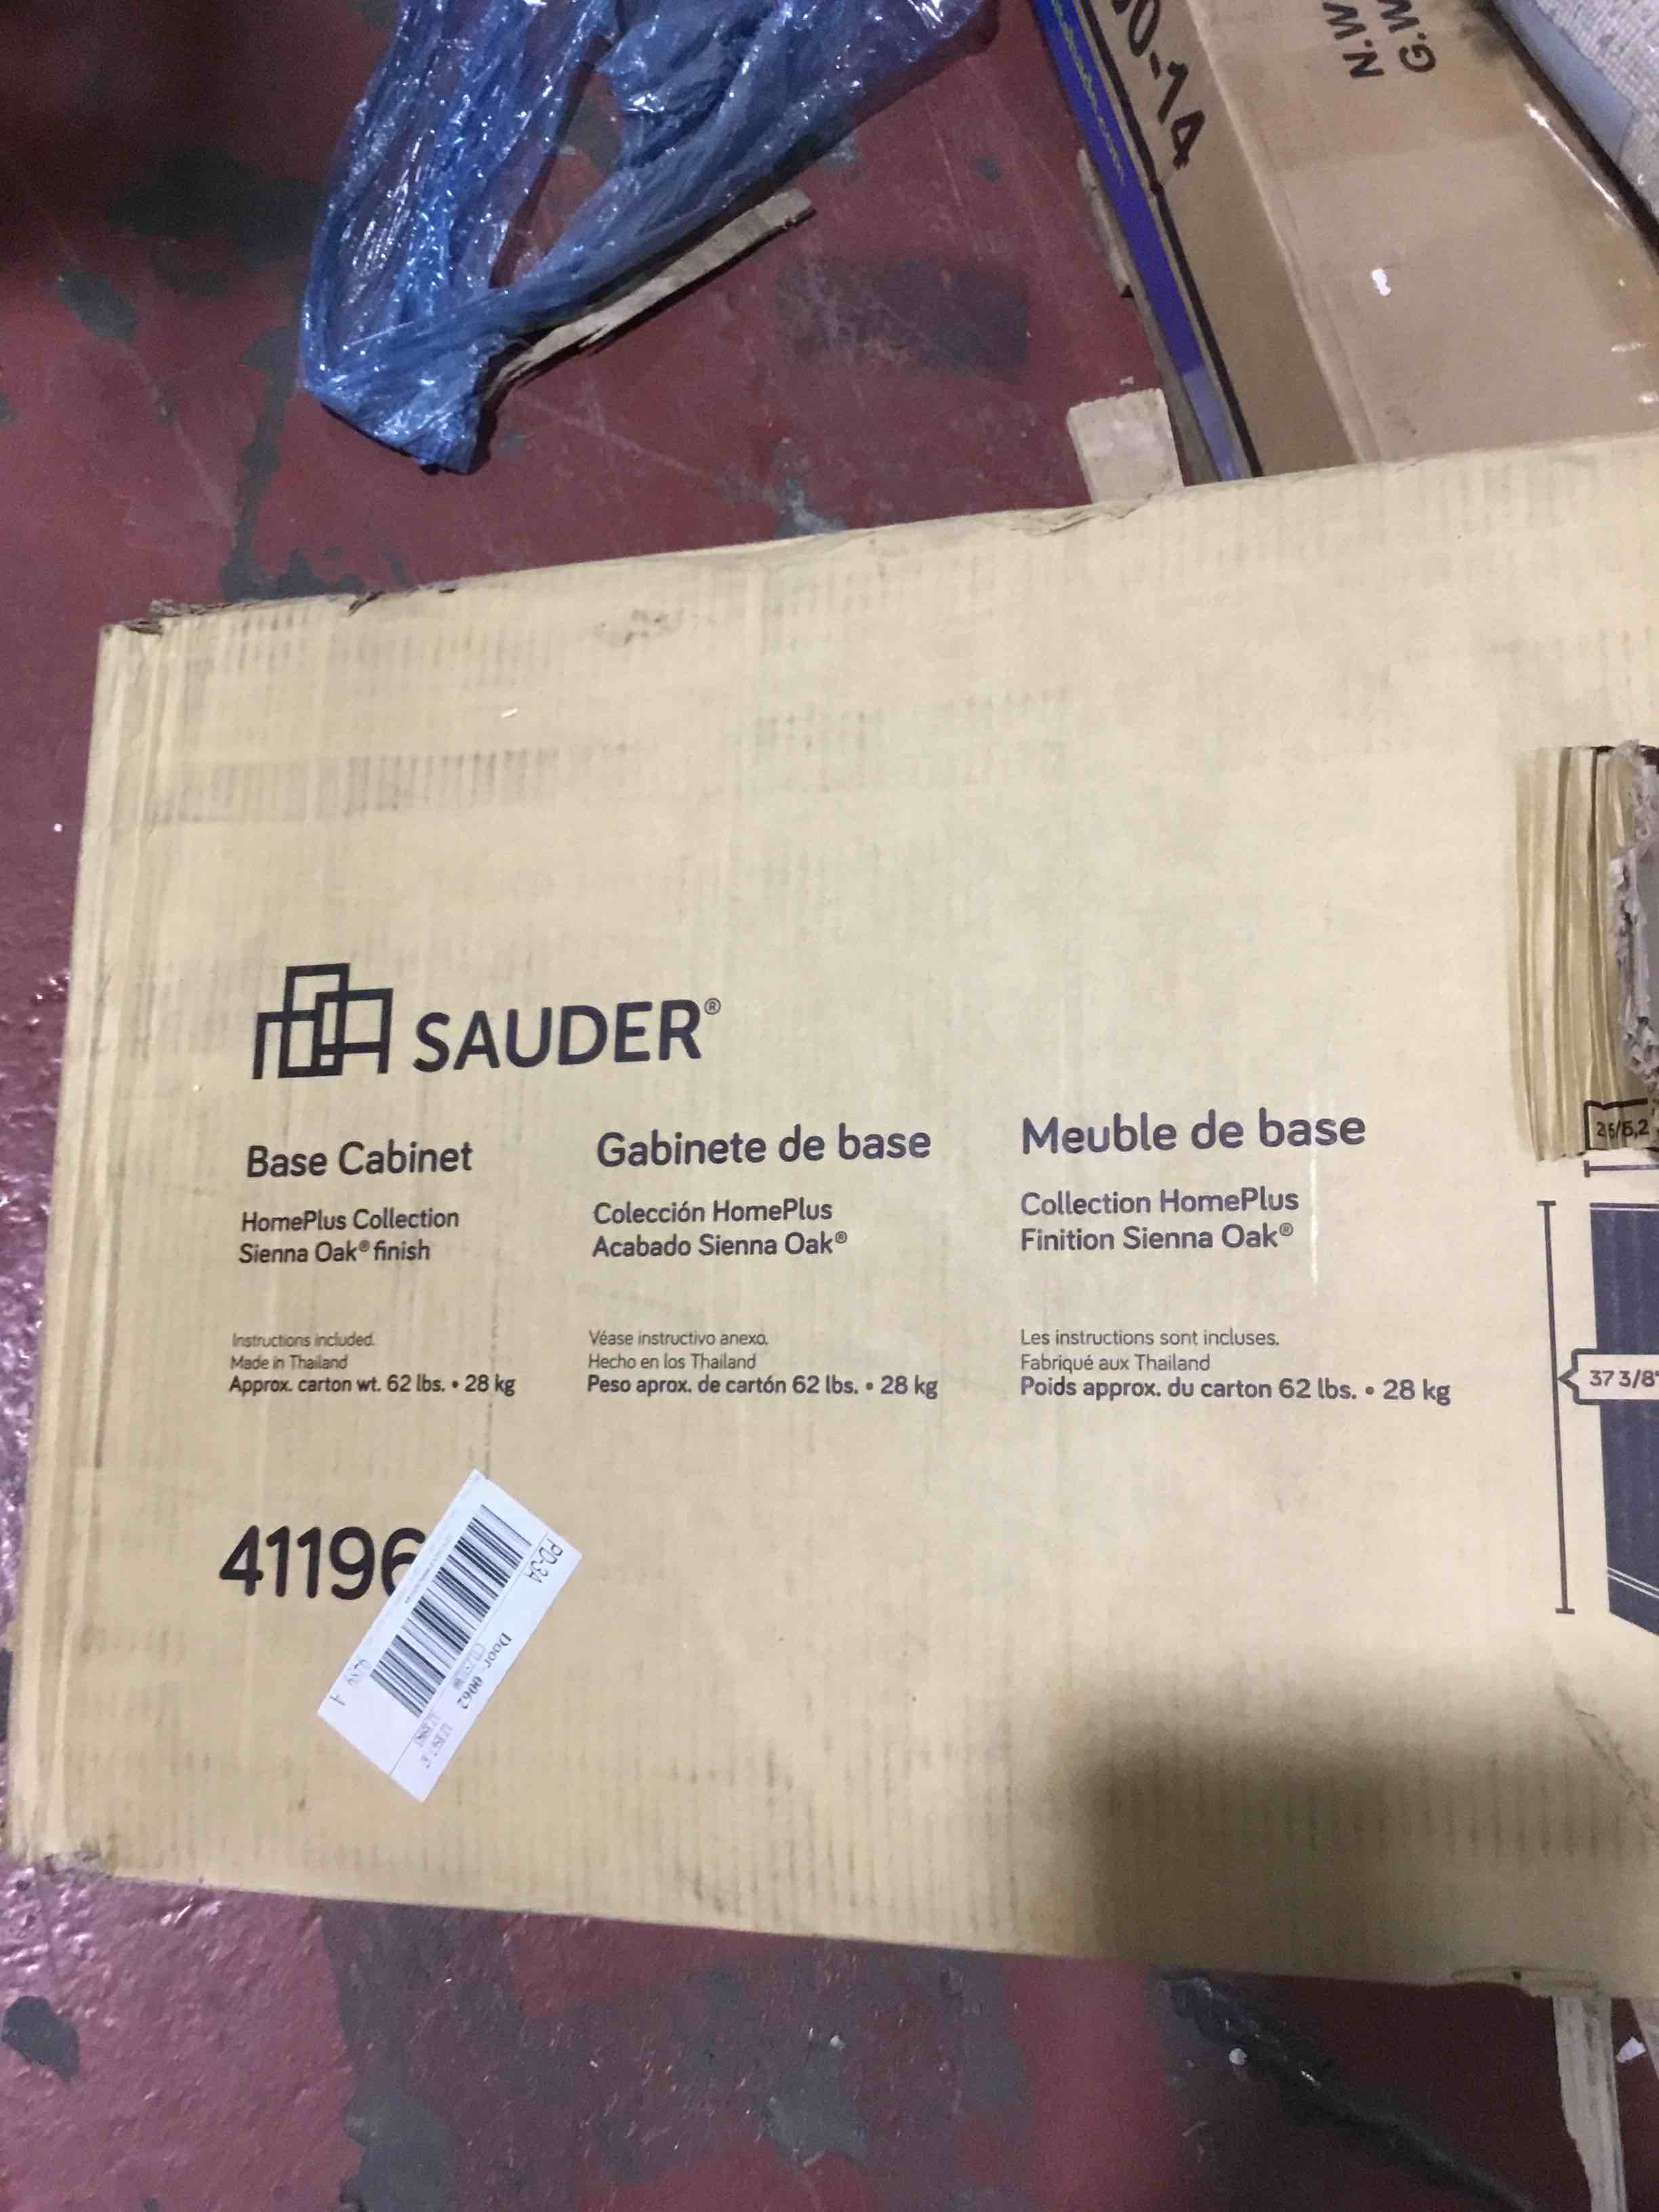 0-14
N.W
G.W
SAUDER®
Base Cabinet
HomePlus Collection
Sienna Oak® finish
Instructions included.
Made in Thailand
Approx. carton wt. 62 lbs. • 28 kg
Gabinete de base
Colección HomePlus
Acabado Sienna Oak®
Véase instructivo anexo.
Hecho en los Thailand
Peso aprox. de cartón 62 lbs. • 28 kg
Meuble de base
Collection HomePlus
Finition Sienna Oak®
Les instructions sont incluses.
Fabriqué aux Thailand
Poids approx. du carton 62 lbs. • 28 kg
37 3/8"
41196
PD-3A
Door 0062